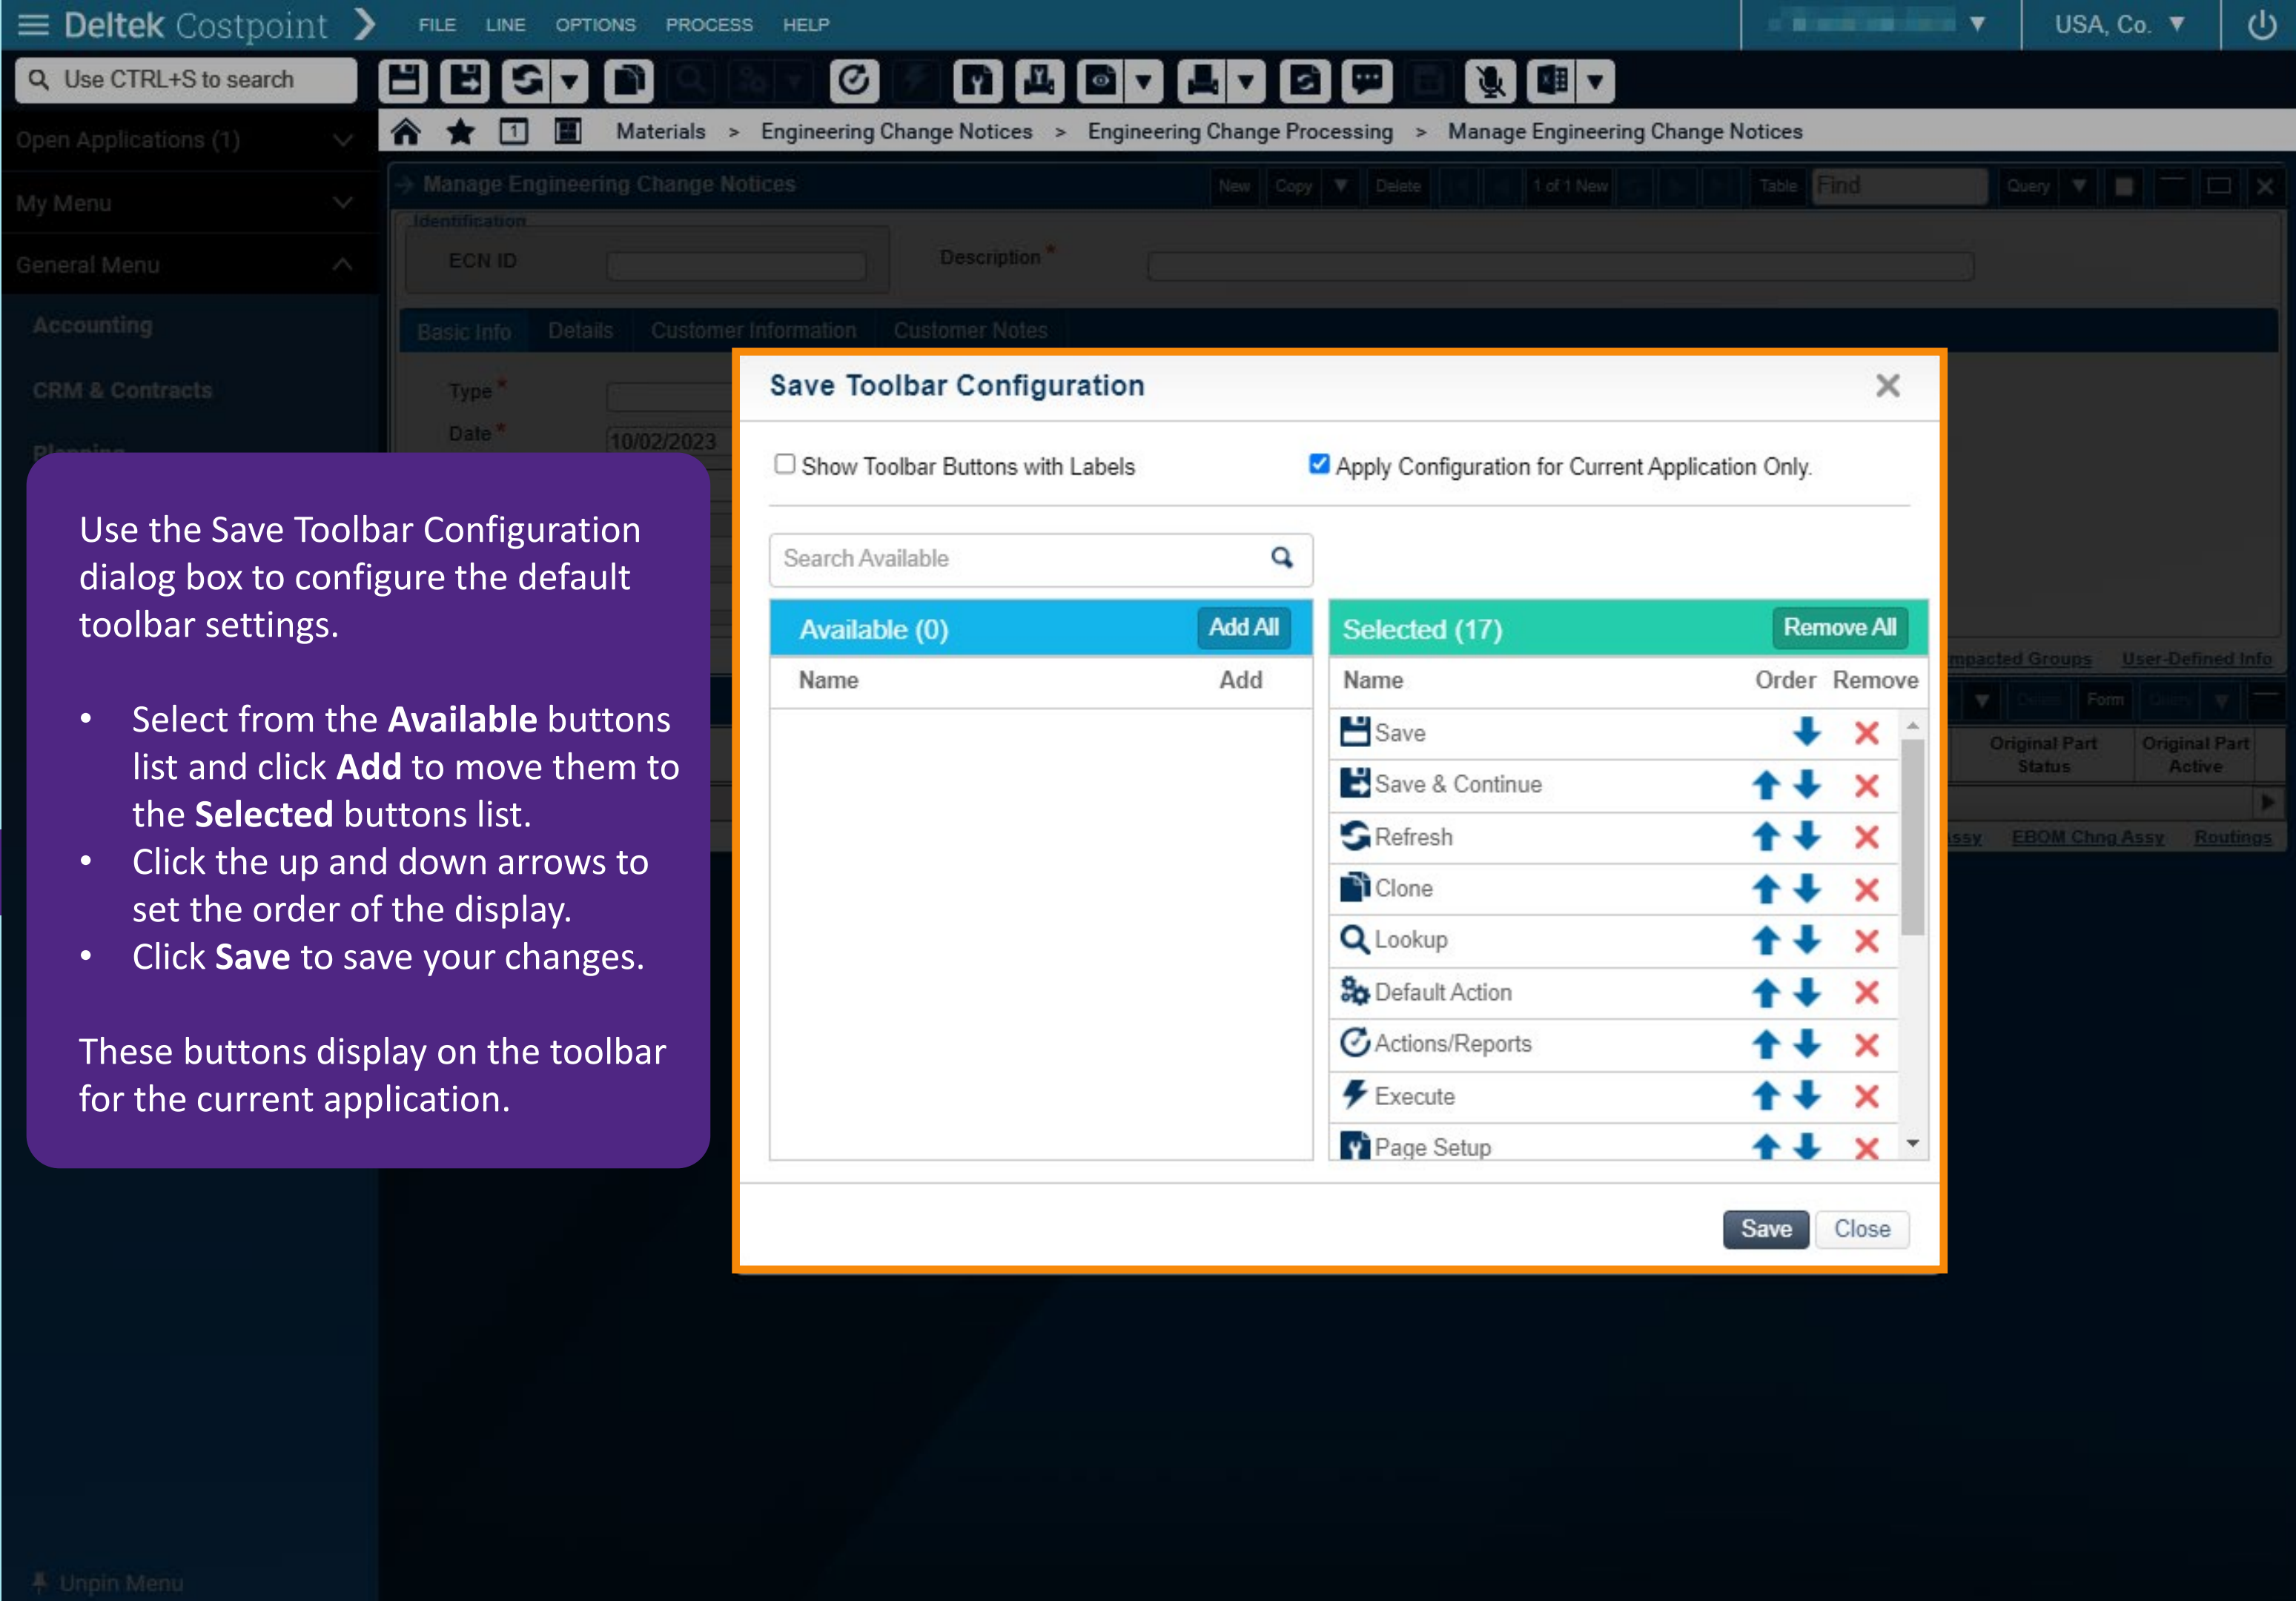 Deltek Costpoint
FILE LINE OPTIONS PROCESS HELP
USA, Co.
Use CTRL+S to search
Open Applications (1)
1
Materials > Engineering Change Notices > Engineering Change Processing > Manage Engineering Change Notices
My Menu
Manage Engineering Change Notices
New Copy Delete 1 of 1 New Table Find Query
General Menu
Identification
ECN ID
Description *
Accounting
Basic Info Details Customer Information Customer Notes
CRM & Contracts
Type *
Date * 10/02/2023
Planning
Use the Save Toolbar Configuration
dialog box to configure the default
toolbar settings.
• Select from the Available buttons
list and click Add to move them to
the Selected buttons list.
• Click the up and down arrows to
set the order of the display.
• Click Save to save your changes.
These buttons display on the toolbar
for the current application.
Save Toolbar Configuration
Show Toolbar Buttons with Labels
Apply Configuration for Current Application Only.
Search Available
Available (0) Add All
Name Add
Selected (17) Remove All
Name Order Remove
Save
Save & Continue
Refresh
Clone
Lookup
Default Action
Actions/Reports
Execute
Page Setup
Save Close
Groups User-Defined Info
Form
Original Part
Status
Original Part
Active
EBOM Chng Assy Routings
Unpin Menu